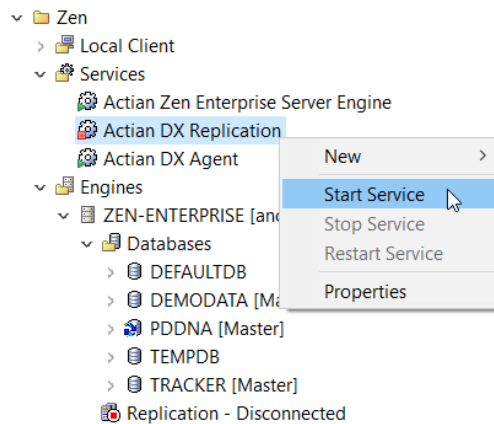 Zen
Local Client
Services
Actian Zen Enterprise Server Engine
Actian DX Replication
Actian DX Agent
New
Start Service
Stop Service
Restart Service
Properties
Engines
ZEN-ENTERPRISE [an
Databases
DEFAULTDB
DEMODATA [Ma
PDDNA [Master]
TEMPDB
TRACKER [Master]
Replication - Disconnected